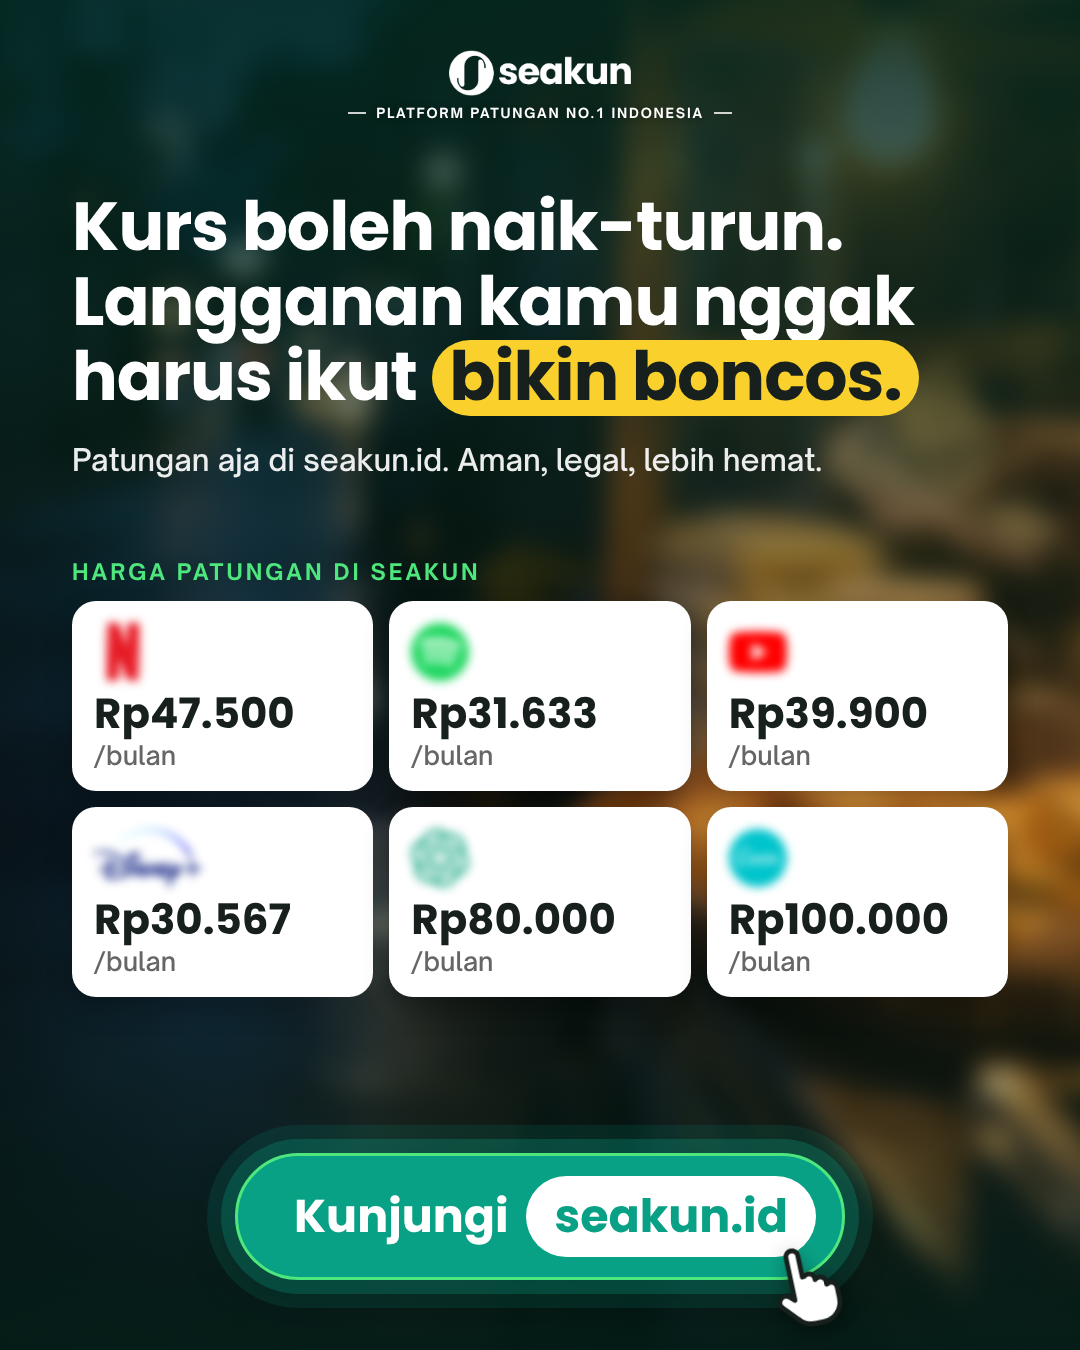 seakun
PLATFORM PATUNGAN NO.1 INDONESIA
Kurs boleh naik-turun.
Langganan kamu nggak
harus ikut bikin boncos.
Patungan aja di seakun.id. Aman, legal, lebih hemat.
HARGA PATUNGAN DI SEAKUN
N
Rp47.500
/bulan
Rp31.633
/bulan
Rp39.900
/bulan
Disney+
Rp30.567
/bulan
Rp80.000
/bulan
Canva
Rp100.000
/bulan
Kunjungi seakun.id